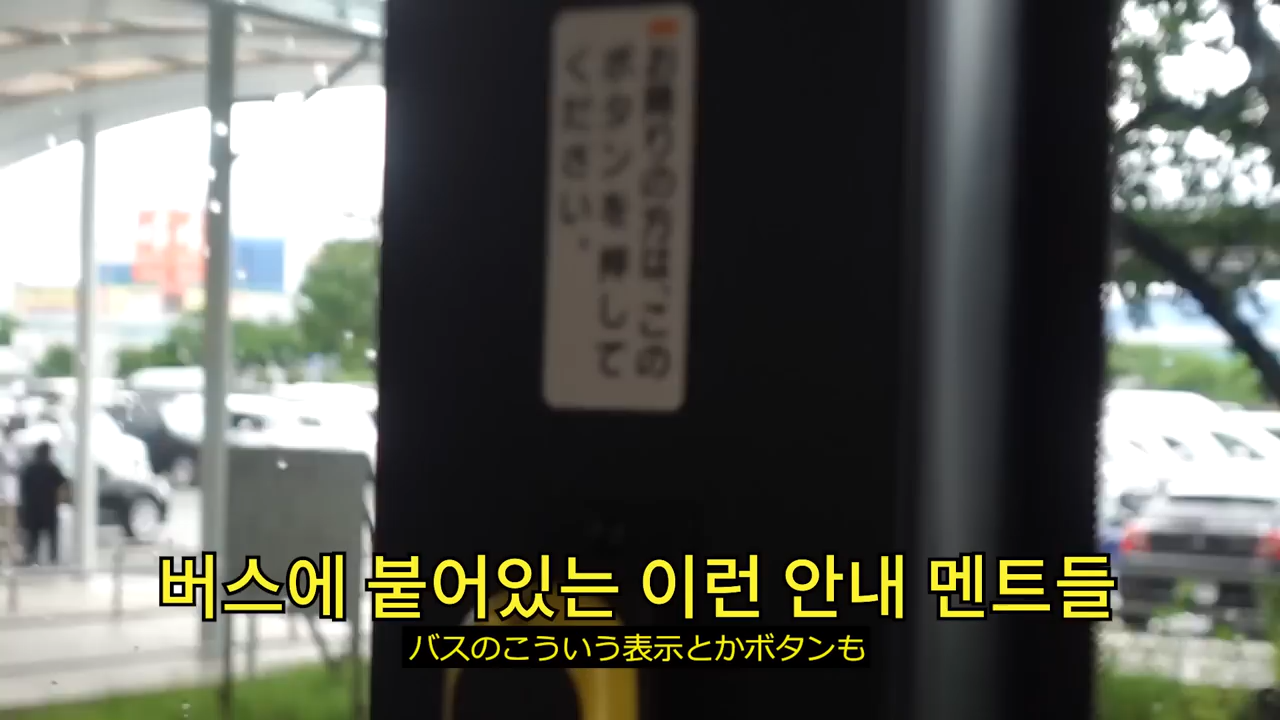 お降りの方は、この
ボタンを押して
ください。
버스에 붙어있는 이런 안내 멘트들
バスのこういう表示とかボタンも